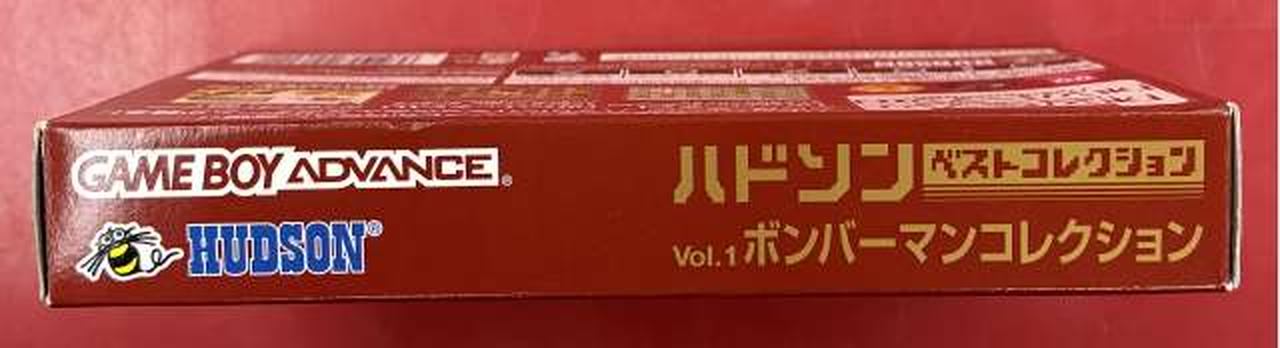 GAME BOY ADVANCE®
HUDSON®
ハドソン ベストコレクション
Vol.1 ボンバーマンコレクション